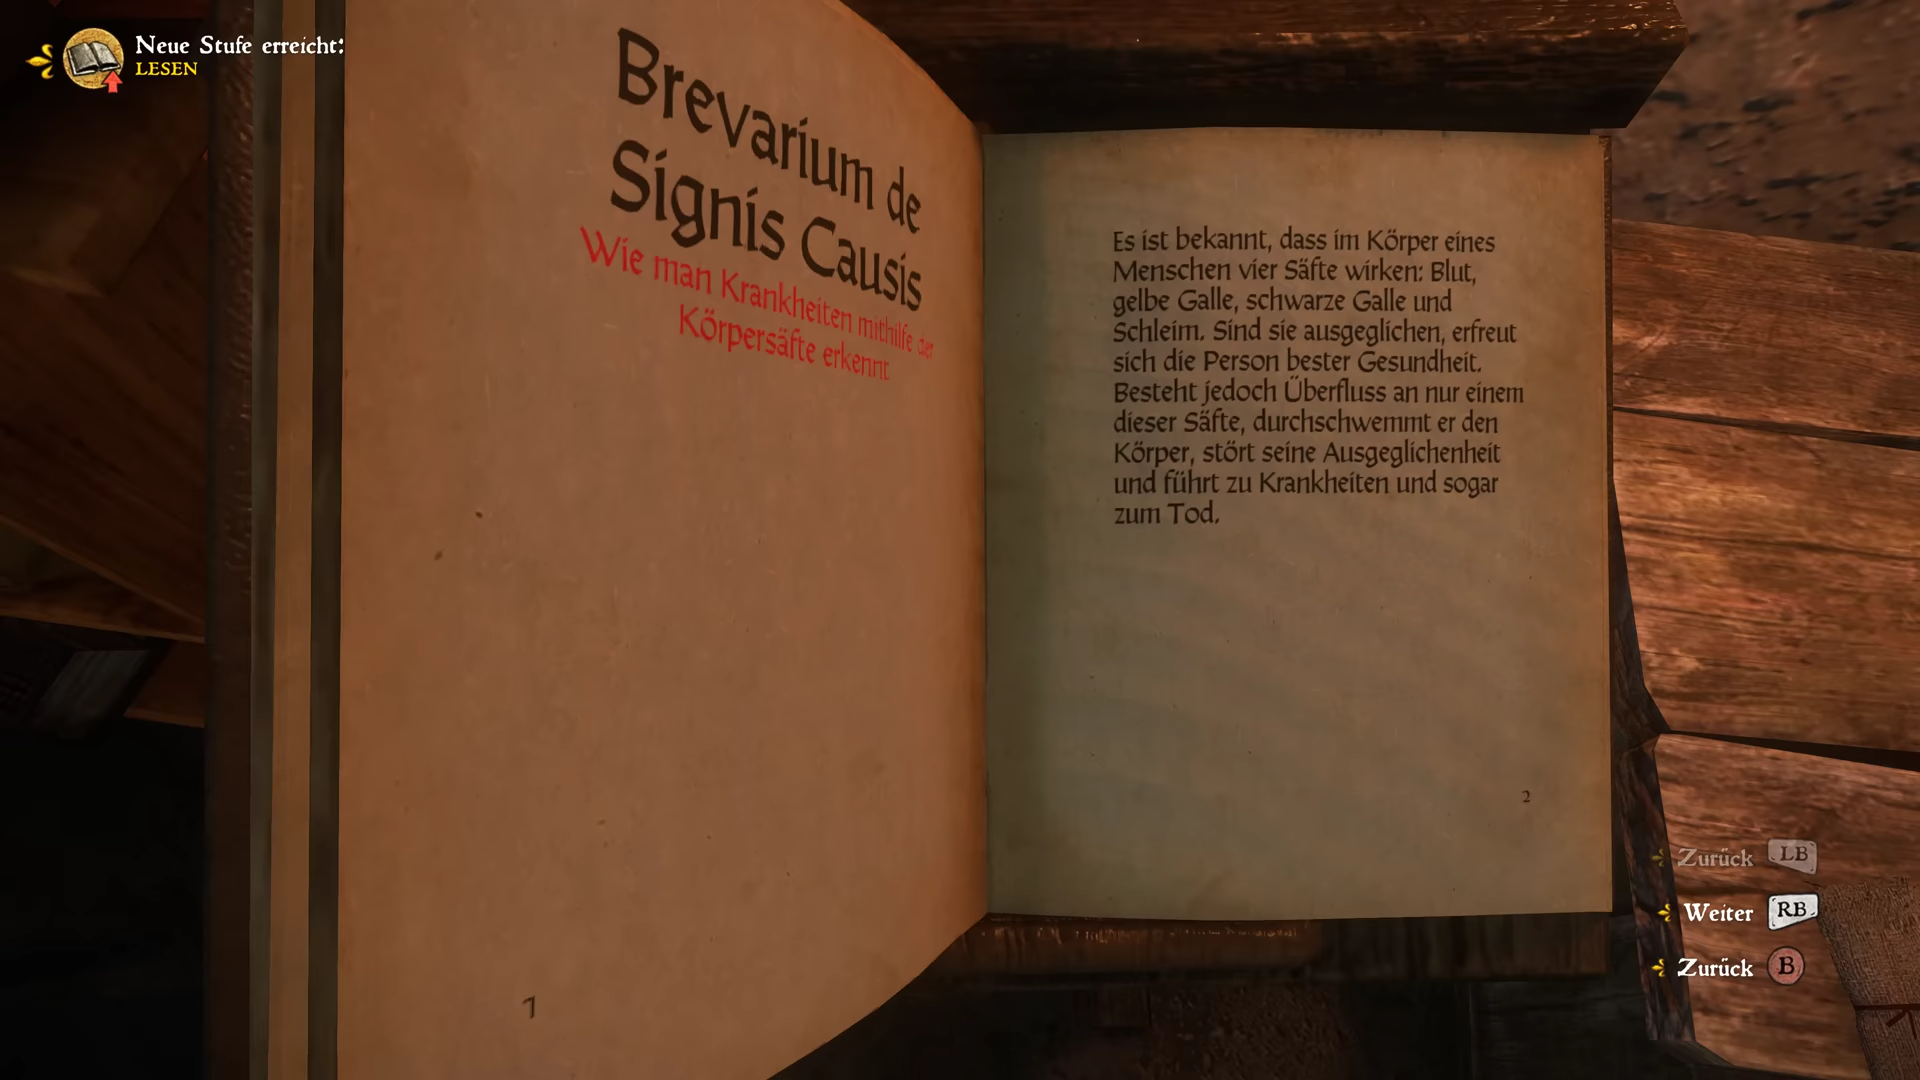 Neue Stufe erreicht:
LESEN
Brevarium de
Signis Causis
Wie man Krankheiten mithilfe der
Körpersäfte erkennt
1
Es ist bekannt, dass im Körper eines
Menschen vier Säfte wirken: Blut,
gelbe Galle, schwarze Galle und
Schleim. Sind sie ausgeglichen, erfreut
sich die Person bester Gesundheit.
Besteht jedoch Überfluss an nur einem
dieser Säfte, durchschwemmt er den
Körper, stört seine Ausgeglichenheit
und führt zu Krankheiten und sogar
zum Tod.
2
Zurück LB
Weiter RB
Zurück B